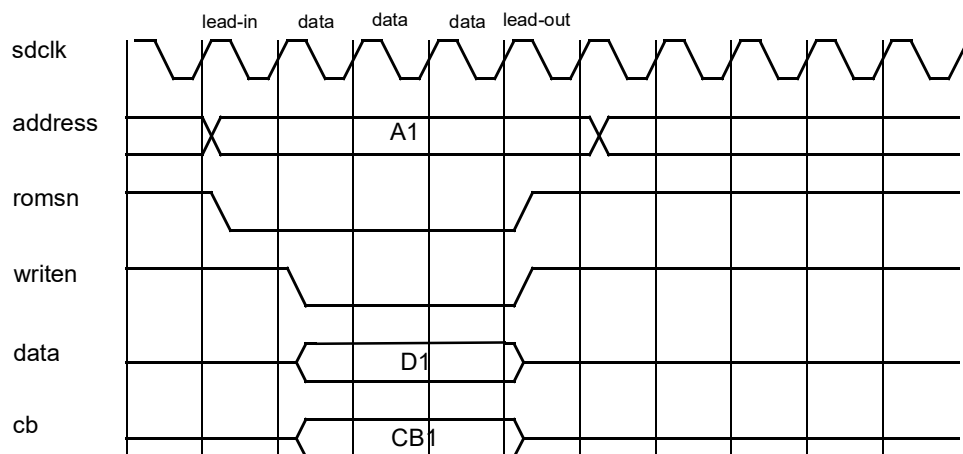 lead-in data data data lead-out
sdclk
address A1
romsn
writen
data D1
cb CB1